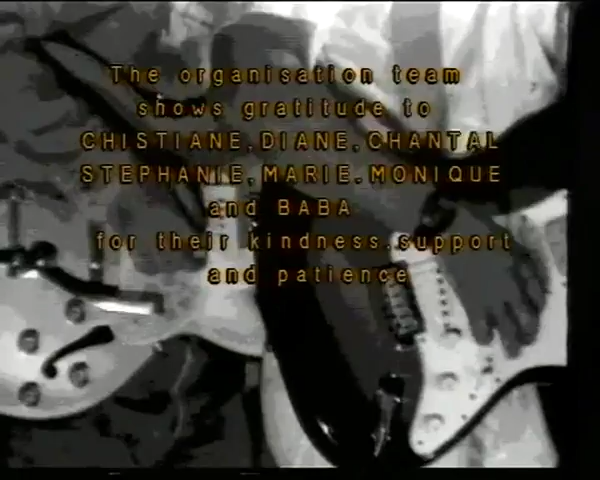 The organisation team
shows gratitude to
CHISTIANE,DIANE,CHANTAL
STEPHANIE,MARIE,MONIQUE
and BABA
for their kindness,support
and patience